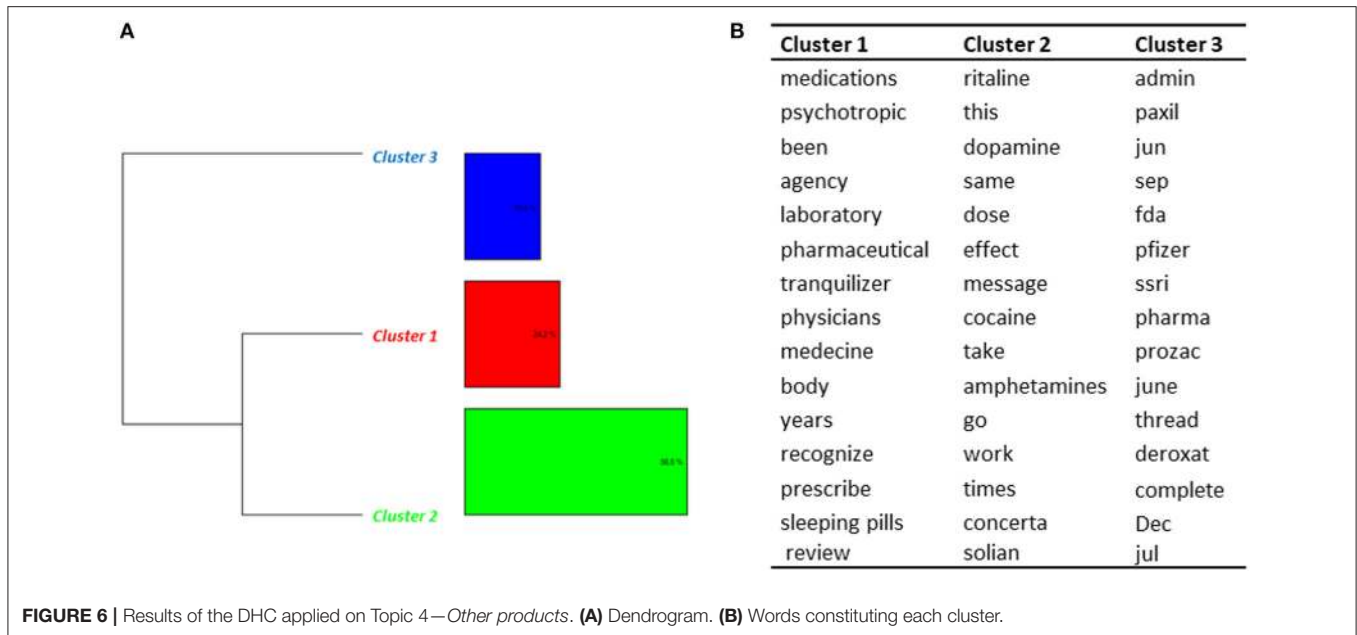 A
Cluster 3
Cluster 1
Cluster 2
B
Cluster 1 Cluster 2 Cluster 3
medications ritaline admin
psychotropic this paxil
been dopamine jun
agency same sep
laboratory dose fda
pharmaceutical effect pfizer
tranquilizer message ssri
physicians cocaine pharma
medecine take prozac
body amphetamines june
years go thread
recognize work deroxat
prescribe times complete
sleeping pills concerta Dec
review solian jul
FIGURE 6 | Results of the DHC applied on Topic 4—Other products. (A) Dendrogram. (B) Words constituting each cluster.